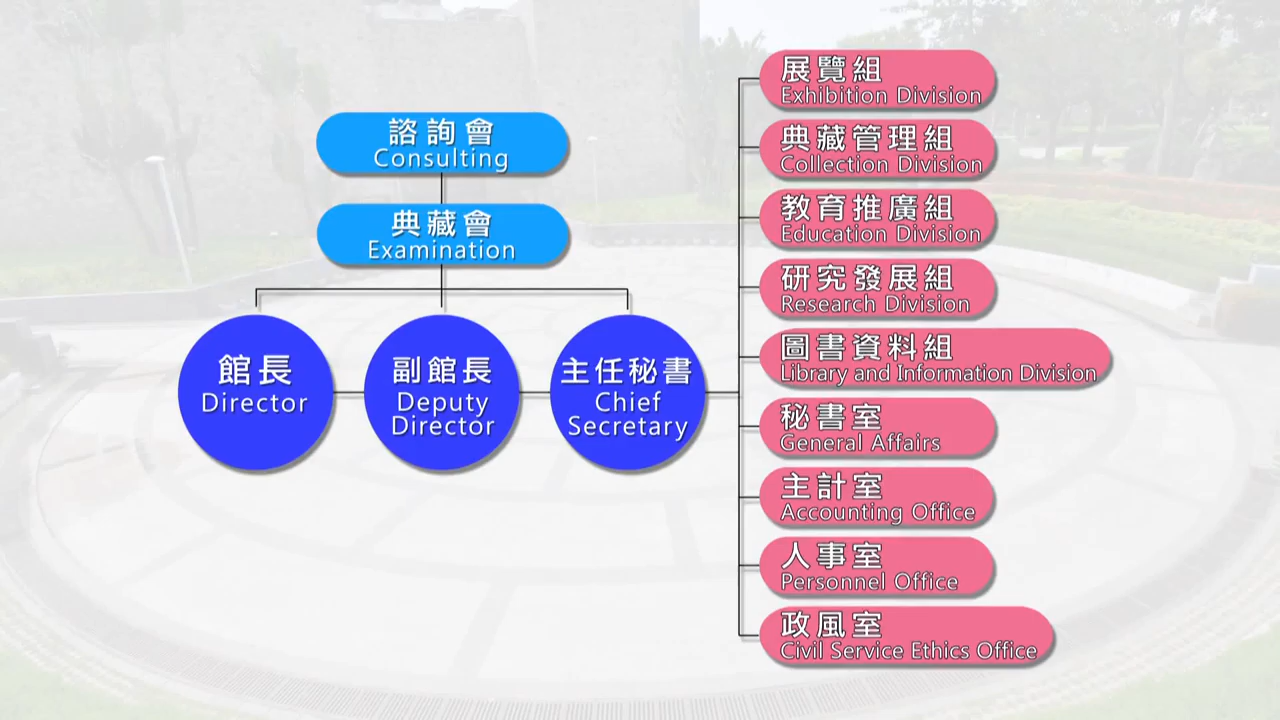 諮詢會
Consulting
典藏會
Examination
館長
Director
副館長
Deputy
Director
主任秘書
Chief
Secretary
展覽組
Exhibition Division
典藏管理組
Collection Division
教育推廣組
Education Division
研究發展組
Research Division
圖書資料組
Library and Information Division
秘書室
General Affairs
主計室
Accounting Office
人事室
Personnel Office
政風室
Civil Service Ethics Office